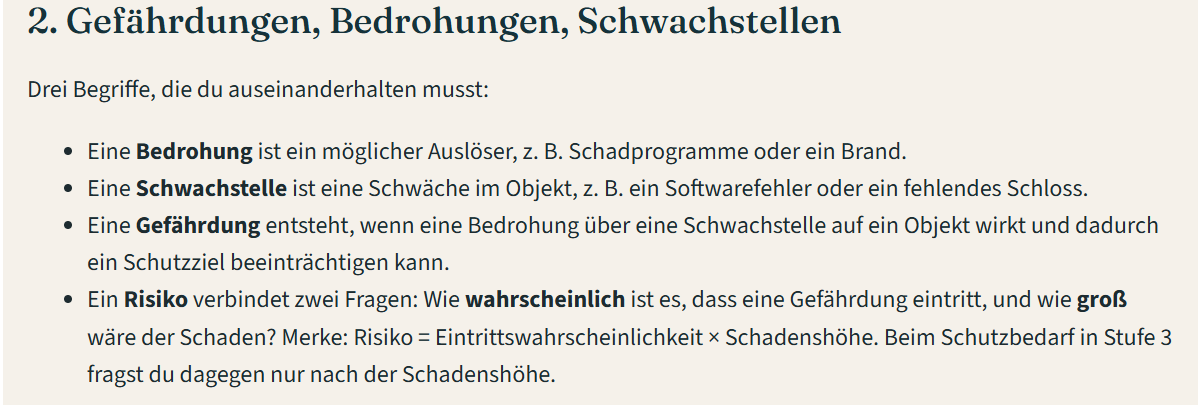 2. Gefährdungen, Bedrohungen, Schwachstellen
Drei Begriffe, die du auseinanderhalten musst:
• Eine Bedrohung ist ein möglicher Auslöser, z. B. Schadprogramme oder ein Brand.
• Eine Schwachstelle ist eine Schwäche im Objekt, z. B. ein Softwarefehler oder ein fehlendes Schloss.
• Eine Gefährdung entsteht, wenn eine Bedrohung über eine Schwachstelle auf ein Objekt wirkt und dadurch
ein Schutzziel beeinträchtigen kann.
• Ein Risiko verbindet zwei Fragen: Wie wahrscheinlich ist es, dass eine Gefährdung eintritt, und wie groß
wäre der Schaden? Merke: Risiko = Eintrittswahrscheinlichkeit × Schadenshöhe. Beim Schutzbedarf in Stufe 3
fragst du dagegen nur nach der Schadenshöhe.